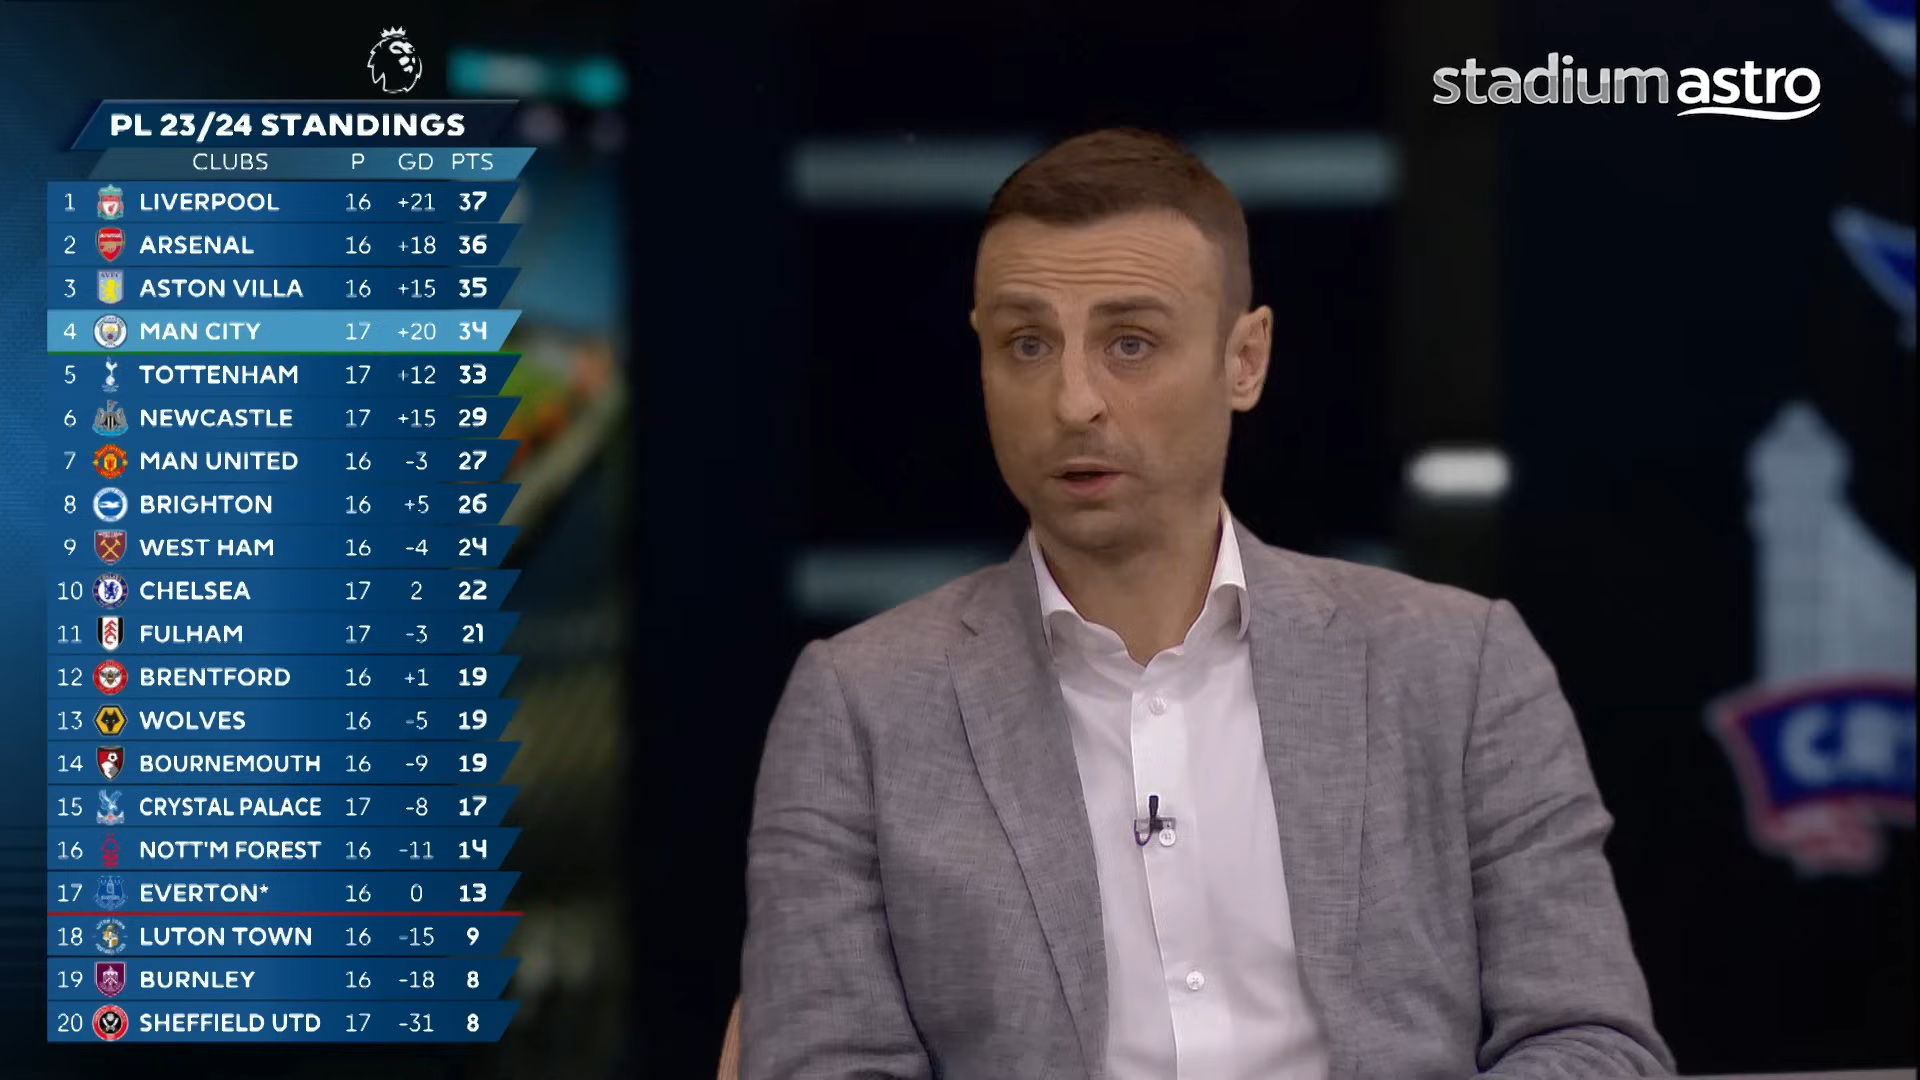 stadium astro
PL 23/24 STANDINGS
CLUBS P GD PTS
1 LIVERPOOL 16 +21 37
2 ARSENAL 16 +18 36
3 ASTON VILLA 16 +15 35
4 MAN CITY 17 +20 34
5 TOTTENHAM 17 +12 33
6 NEWCASTLE 17 +15 29
7 MAN UNITED 16 -3 27
8 BRIGHTON 16 +5 26
9 WEST HAM 16 -4 24
10 CHELSEA 17 2 22
11 FULHAM 17 -3 21
12 BRENTFORD 16 +1 19
13 WOLVES 16 -5 19
14 BOURNEMOUTH 16 -9 19
15 CRYSTAL PALACE 17 -8 17
16 NOTT'M FOREST 16 -11 14
17 EVERTON* 16 0 13
18 LUTON TOWN 16 -15 9
19 BURNLEY 16 -18 8
20 SHEFFIELD UTD 17 -31 8